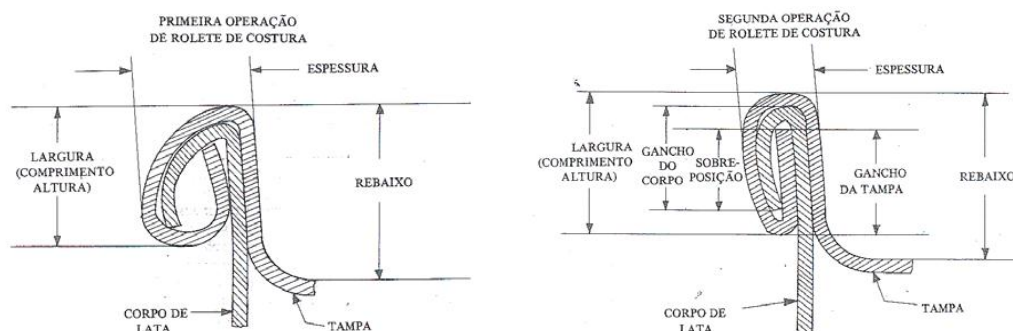 PRIMEIRA OPERAÇÃO
DE ROLETE DE COSTURA
ESPESSURA
LARGURA
(COMPRIMENTO
ALTURA)
REBAIXO
CORPO DE
LATA
TAMPA
SEGUNDA OPERAÇÃO
DE ROLETE DE COSTURA
ESPESSURA
LARGURA
(COMPRIMENTO
ALTURA)
GANCHO
DO
CORPO
SOBRE-
POSIÇÃO
GANCHO
DA TAMPA
REBAIXO
CORPO DE
LATA
TAMPA